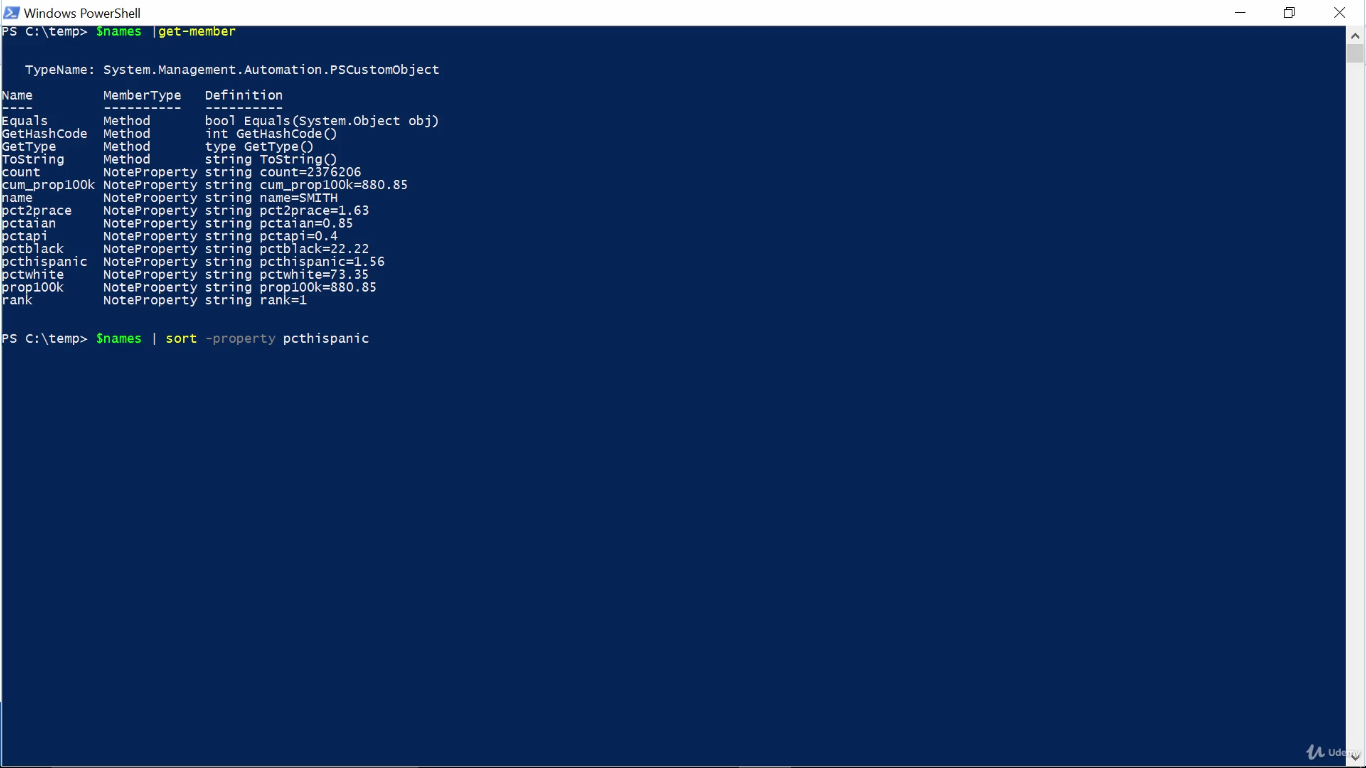 Windows PowerShell
PS C:\temp> $names |get-member
TypeName: System.Management.Automation.PSCustomObject
Name MemberType Definition
---- ---------- ----------
Equals Method bool Equals(System.Object obj)
GetHashCode Method int GetHashCode()
GetType Method type GetType()
ToString Method string ToString()
count NoteProperty string count=2376206
cum_prop100k NoteProperty string cum_prop100k=880.85
name NoteProperty string name=SMITH
pct2prace NoteProperty string pct2prace=1.63
pctaian NoteProperty string pctaian=0.85
pctapi NoteProperty string pctapi=0.4
pctblack NoteProperty string pctblack=22.22
pcthispanic NoteProperty string pcthispanic=1.56
pctwhite NoteProperty string pctwhite=73.35
prop100k NoteProperty string prop100k=880.85
rank NoteProperty string rank=1
PS C:\temp> $names | sort -property pcthispanic
Udemy